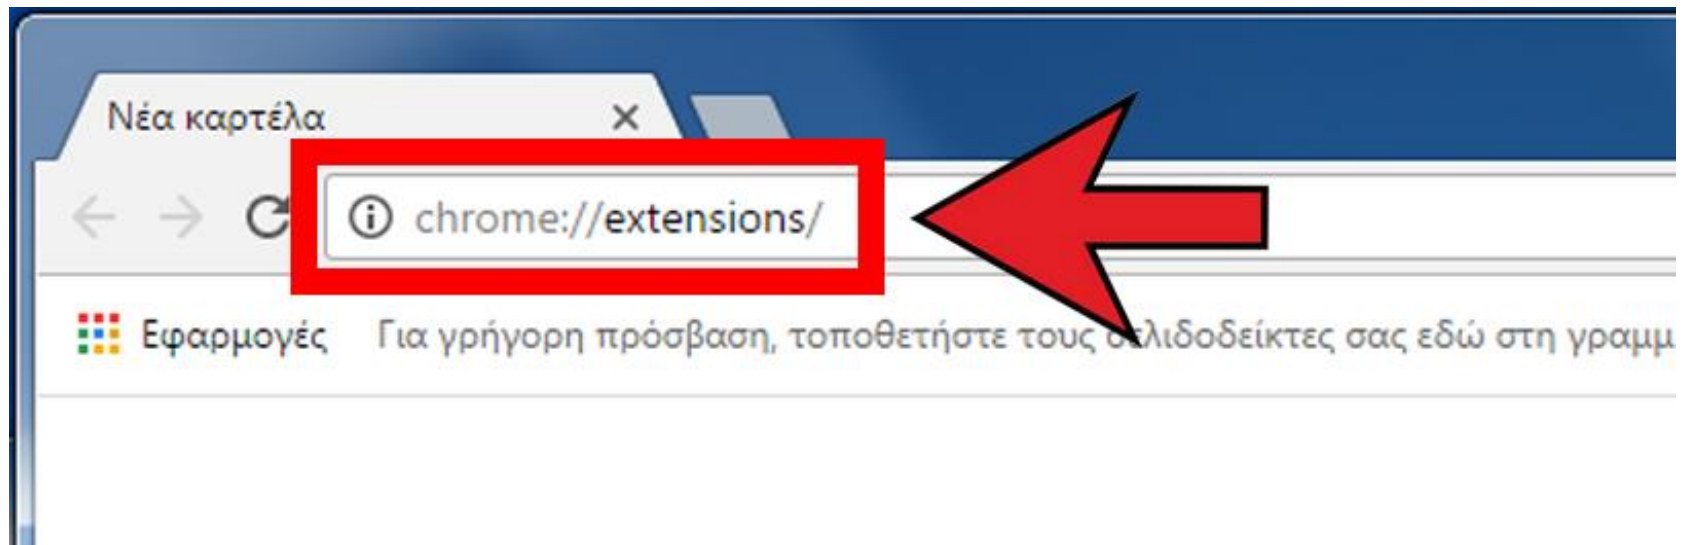 Νέα καρτέλα
chrome://extensions/
Εφαρμογές Για γρήγορη πρόσβαση, τοποθετήστε τους σελιδοδείκτες σας εδώ στη γραμμ